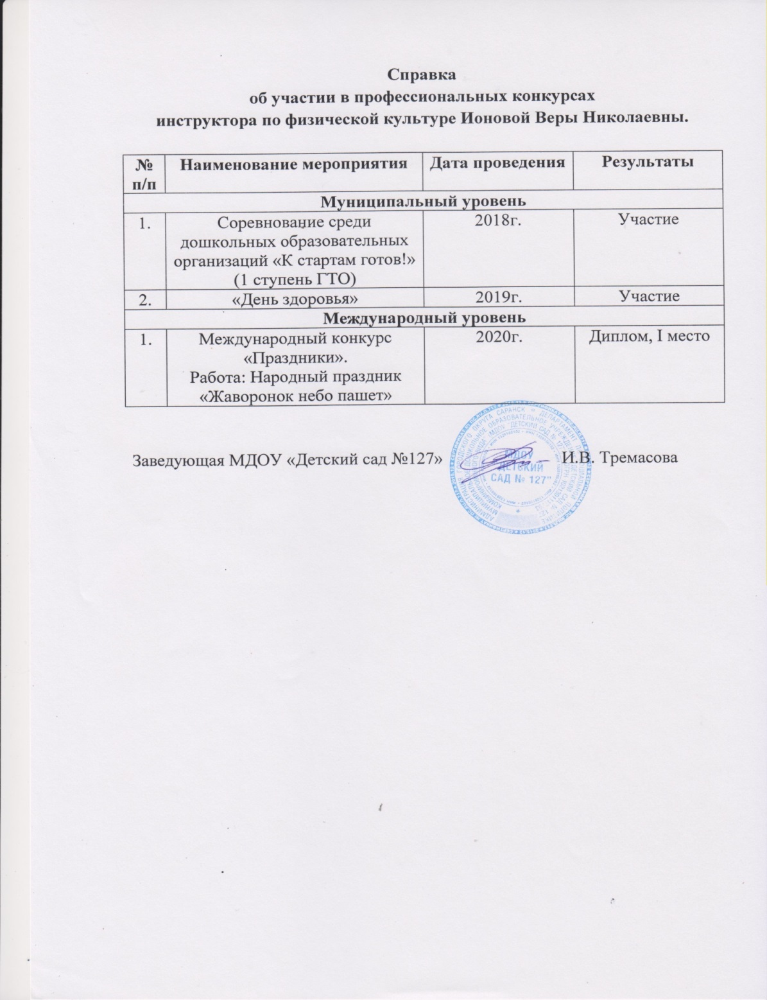 Справка
об участии в профессиональных конкурсах
инструктора по физической культуре Ионовой Веры Николаевны.
№ п/п Наименование мероприятия Дата проведения Результаты
Муниципальный уровень
1. Соревнование среди 2018г. Участие
дошкольных образовательных
организаций «К стартам готов!»
(1 ступень ГТО)
2. «День здоровья» 2019г. Участие
Международный уровень
1. Международный конкурс 2020г. Диплом, I место
«Праздники».
Работа: Народный праздник
«Жаворонок небо пашет»
Заведующая МДОУ «Детский сад №127» И.В. Тремасова
МДОУ
ДЕТСКИЙ
САД № 127"